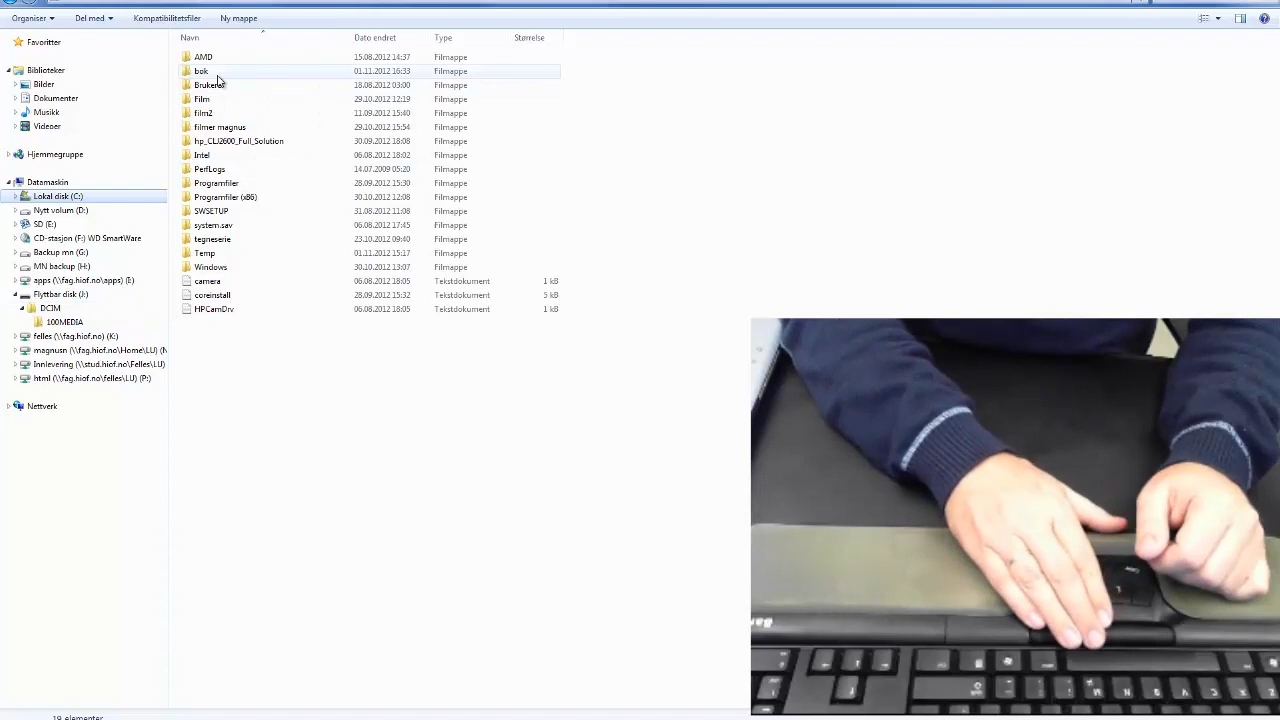 Organiser
Del med
Kompatibilitetsfiler
Ny mappe
Favoritter
Biblioteker
Bilder
Dokumenter
Musikk
Videoer
Hjemmegruppe
Datamaskin
Lokal disk (C:)
Nytt volum (D:)
SD (E:)
CD-stasjon (F:) WD SmartWare
Backup mn (G:)
MN backup (H:)
apps (\\fag.hiof.no\apps) (I:)
Flyttbar disk (J:)
DCIM
100MEDIA
felles (\\fag.hiof.no) (K:)
magnusn (\\fag.hiof.no\Home\LU) (
Innlevering (\\stud.hiof.no\Felles\LU)
html (\\fag.hiof.no\felles\LU) (P:)
Nettverk
Navn Dato endret Type Størrelse
AMD 15.08.2012 14:37 Filmappe
bok 01.11.2012 16:33 Filmappe
Brukere 18.08.2012 03:00 Filmappe
Film 29.10.2012 12:19 Filmappe
film2 11.09.2012 15:40 Filmappe
filmer magnus 29.10.2012 15:54 Filmappe
hp_CLJ2600_Full_Solution 30.09.2012 18:08 Filmappe
Intel 06.08.2012 18:02 Filmappe
PerfLogs 14.07.2009 05:20 Filmappe
Programfiler 28.09.2012 15:30 Filmappe
Programfiler (x86) 30.10.2012 12:08 Filmappe
SWSETUP 31.08.2012 11:08 Filmappe
system.sav 06.08.2012 17:45 Filmappe
tegneserie 23.10.2012 09:40 Filmappe
Temp 01.11.2012 15:17 Filmappe
Windows 30.10.2012 13:07 Filmappe
camera 06.08.2012 18:05 Tekstdokument 1 kB
coreinstall 28.09.2012 15:32 Tekstdokument 5 kB
HPCamDrv 06.08.2012 18:05 Tekstdokument 1 kB
19 elementer